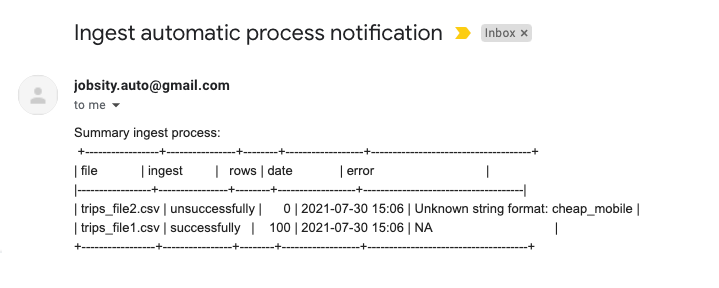 Ingest automatic process notification
Inbox ×
jobsity.auto@gmail.com
to me
Summary ingest process:
+-----------------+----------------+--------+------------------+-------------------------------------+
| file | ingest | rows | date | error |
|-----------------+----------------+--------+------------------+-------------------------------------|
| trips_file2.csv | unsuccessfully | 0 | 2021-07-30 15:06 | Unknown string format: cheap_mobile |
| trips_file1.csv | successfully | 100 | 2021-07-30 15:06 | NA |
+-----------------+----------------+--------+------------------+-------------------------------------+